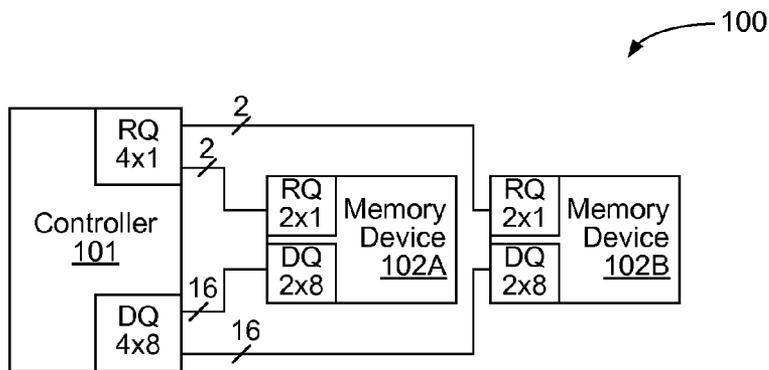 100
RQ
4x1
2
2
Controller
101
RQ
2x1
Memory
Device
102A
DQ
2x8
RQ
2x1
Memory
Device
102B
DQ
2x8
DQ
4x8
16
16